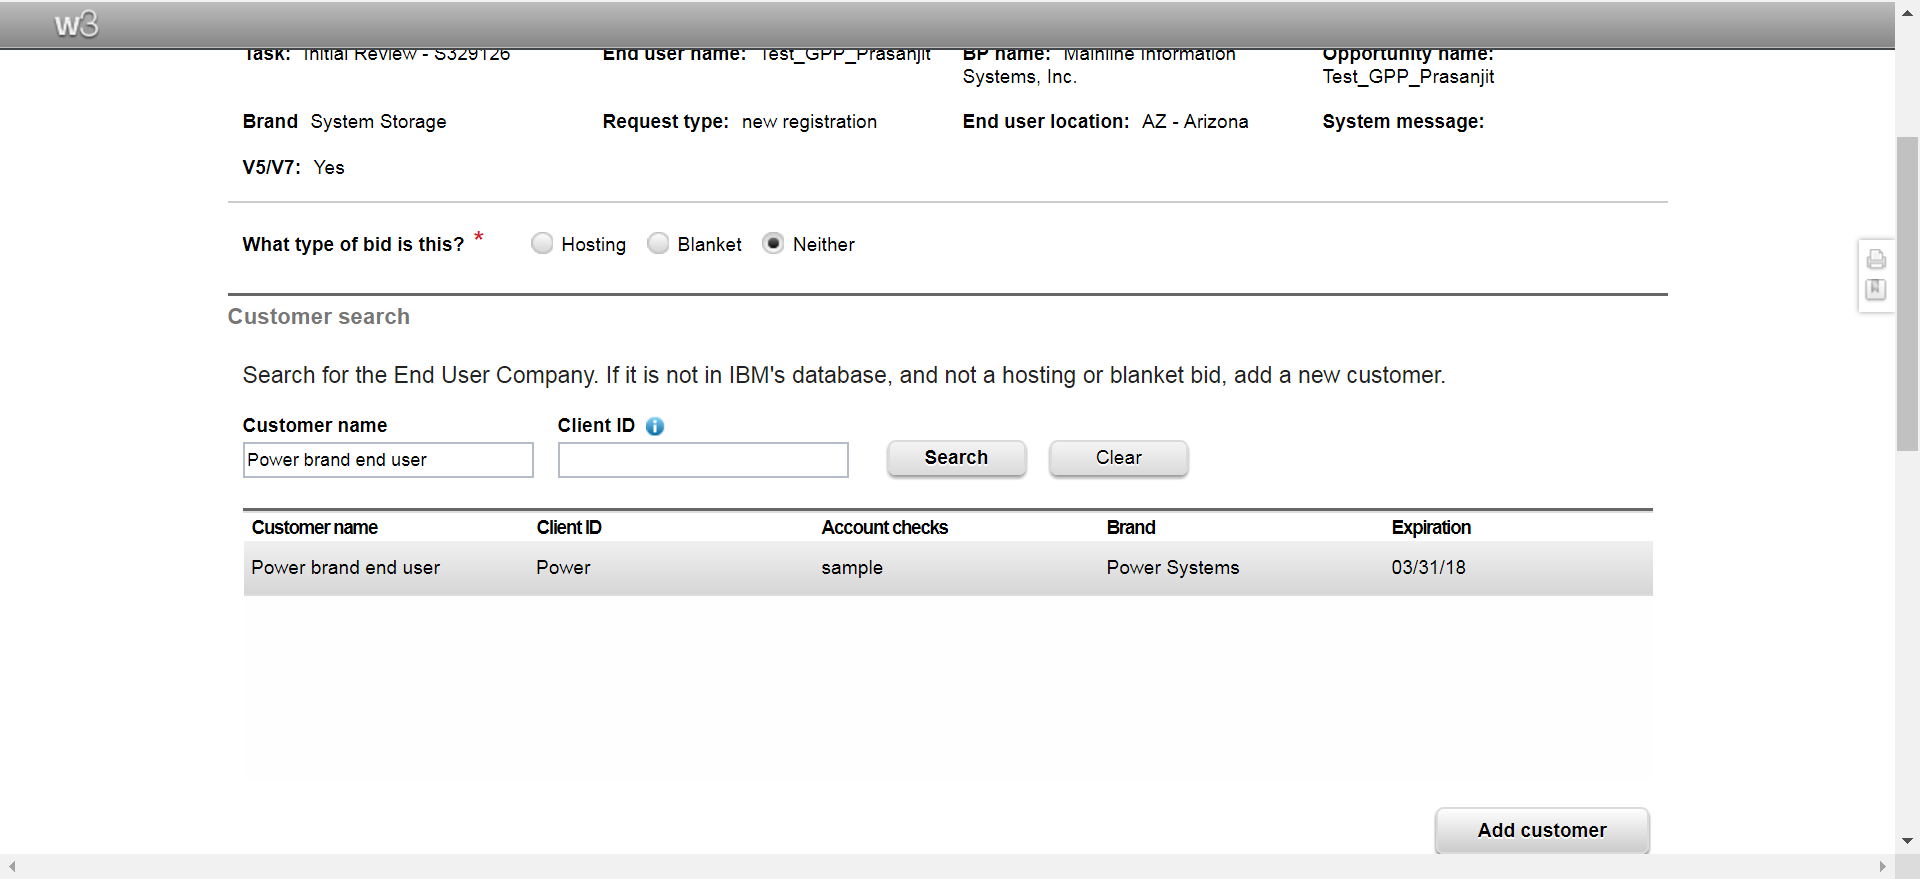 w3
Task: Initial Review - S329126 End user name: Test_GPP_Prasanjit BP name: Mainline Information Opportunity name:
Systems, Inc. Test_GPP_Prasanjit
Brand System Storage Request type: new registration End user location: AZ - Arizona System message:
V5/V7: Yes
What type of bid is this? * Hosting Blanket Neither
Customer search
Search for the End User Company. If it is not in IBM's database, and not a hosting or blanket bid, add a new customer.
Customer name Client ID
Power brand end user Search Clear
Customer name Client ID Account checks Brand Expiration
Power brand end user Power sample Power Systems 03/31/18
Add customer